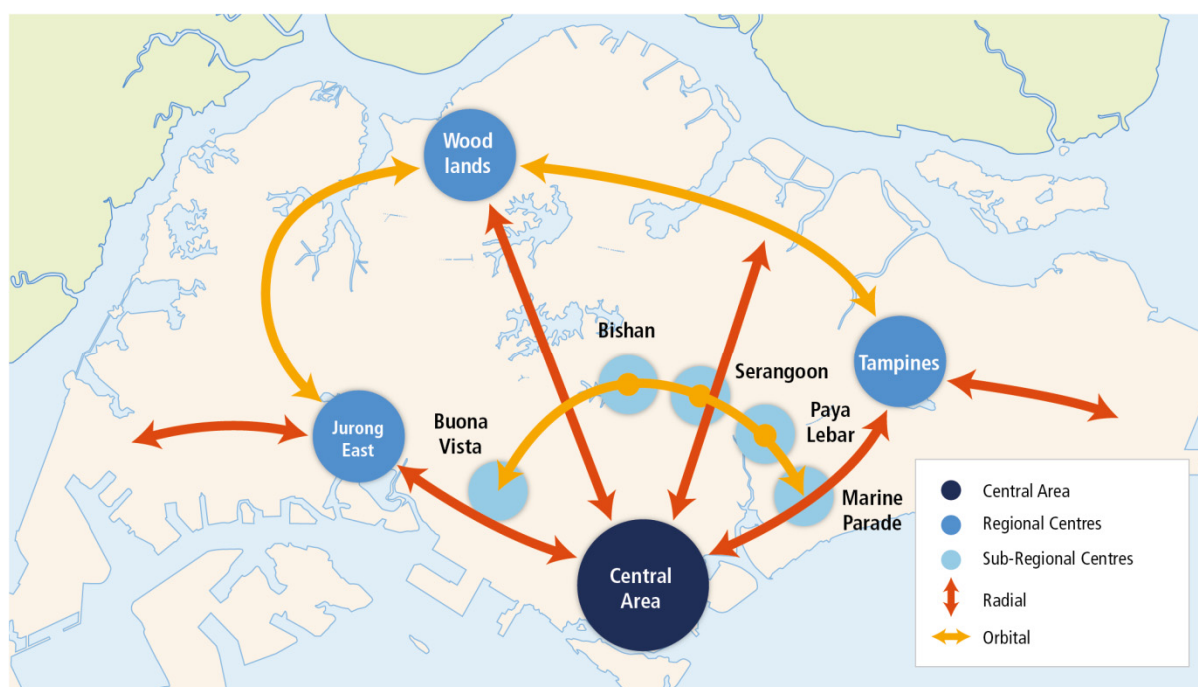 Wood
lands
Bishan
Serangoon
Tampines
Paya
Lebar
Buona
Vista
Jurong
East
Marine
Parade
Central
Area
Central Area
Regional Centres
Sub-Regional Centres
Radial
Orbital